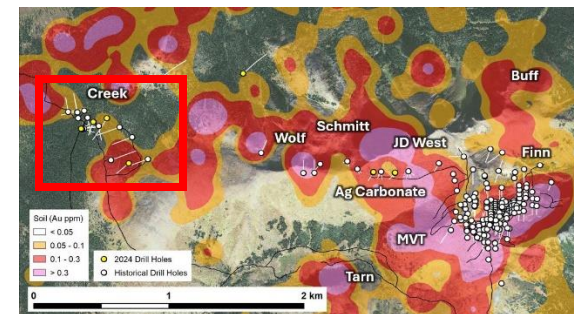 Buff
Creek
Schmitt
Wolf
JD West
Finn
Ag Carbonate
Soil (Au ppm)
< 0.05
0.05 - 0.1
0.1 - 0.3
> 0.3
2024 Drill Holes
Historical Drill Holes
MVT
Tarn
0 1 2 km